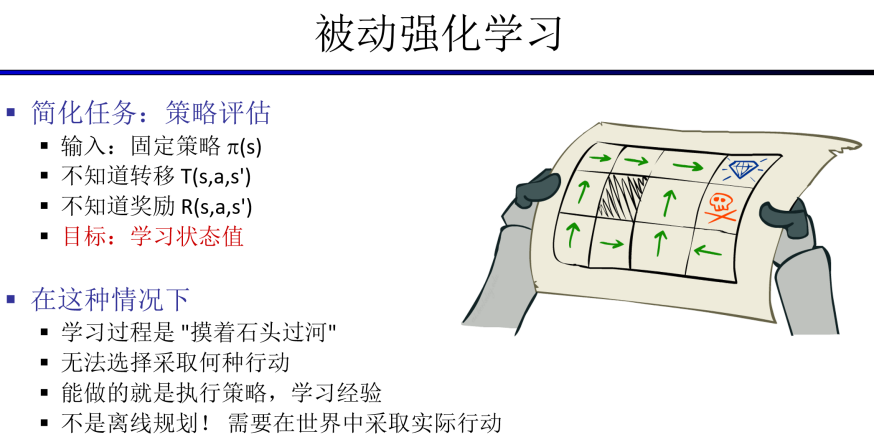 被动强化学习
▪ 简化任务：策略评估
▪ 输入：固定策略 π(s)
▪ 不知道转移 T(s,a,s')
▪ 不知道奖励 R(s,a,s')
▪ 目标：学习状态值
▪ 在这种情况下
▪ 学习过程是 "摸着石头过河"
▪ 无法选择采取何种行动
▪ 能做的就是执行策略，学习经验
▪ 不是离线规划！ 需要在世界中采取实际行动